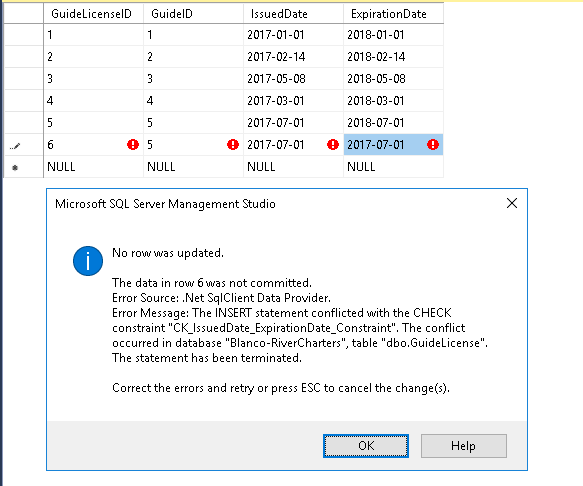 GuideLicenseID GuideID IssuedDate ExpirationDate
1 1 2017-01-01 2018-01-01
2 2 2017-02-14 2018-02-14
3 3 2017-05-08 2018-05-08
4 4 2017-03-01 2018-03-01
5 5 2017-07-01 2018-07-01
6 5 2017-07-01 2017-07-01
NULL NULL NULL NULL
Microsoft SQL Server Management Studio
No row was updated.
The data in row 6 was not committed.
Error Source: .Net SqlClient Data Provider.
Error Message: The INSERT statement conflicted with the CHECK
constraint "CK_IssuedDate_ExpirationDate_Constraint". The conflict
occurred in database "Blanco-RiverCharters", table "dbo.GuideLicense".
The statement has been terminated.
Correct the errors and retry or press ESC to cancel the change(s).
OK Help